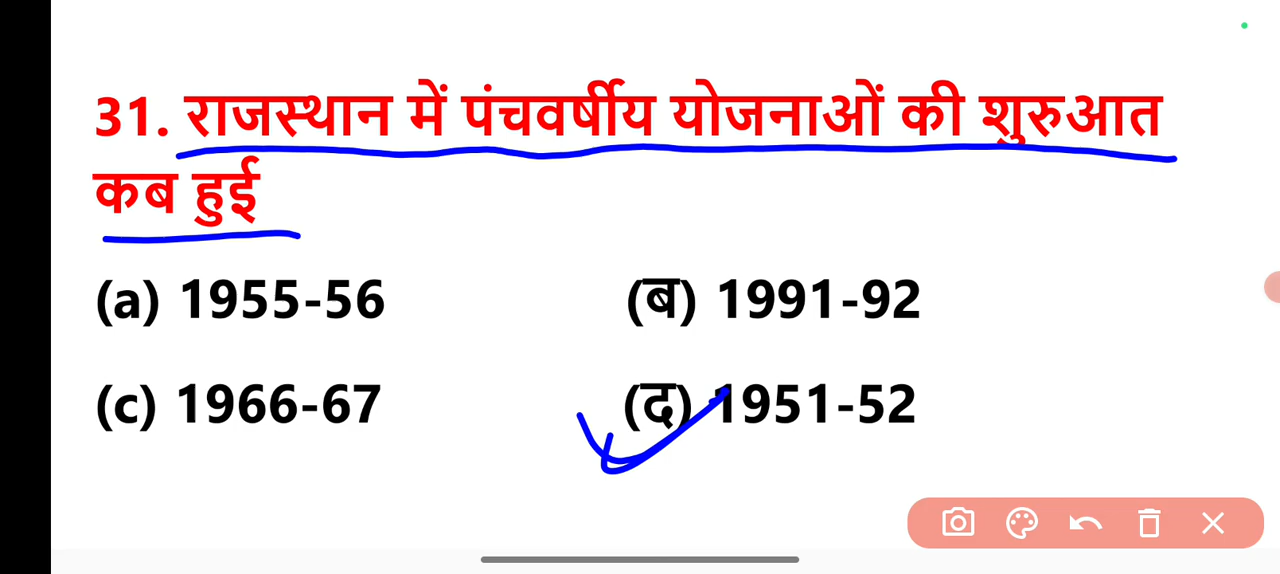 31. राजस्थान में पंचवर्षीय योजनाओं की शुरुआत
कब हुई
(a) 1955-56 (ब) 1991-92
(c) 1966-67 (द) 1951-52